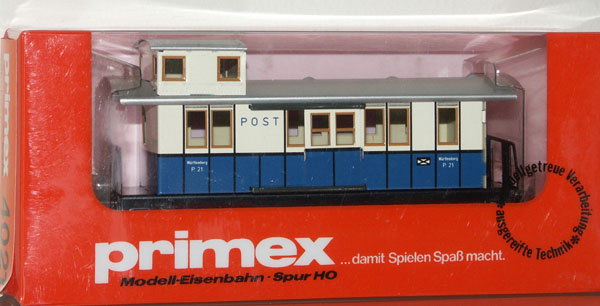 primex
402
POST
Württemberg
P 21
Württemberg
P 21
primex
...damit Spielen Spaß macht.
Modell-Eisenbahn · Spur HO
Vollgetreue Verarbeitung
*ausgereifte Technik*